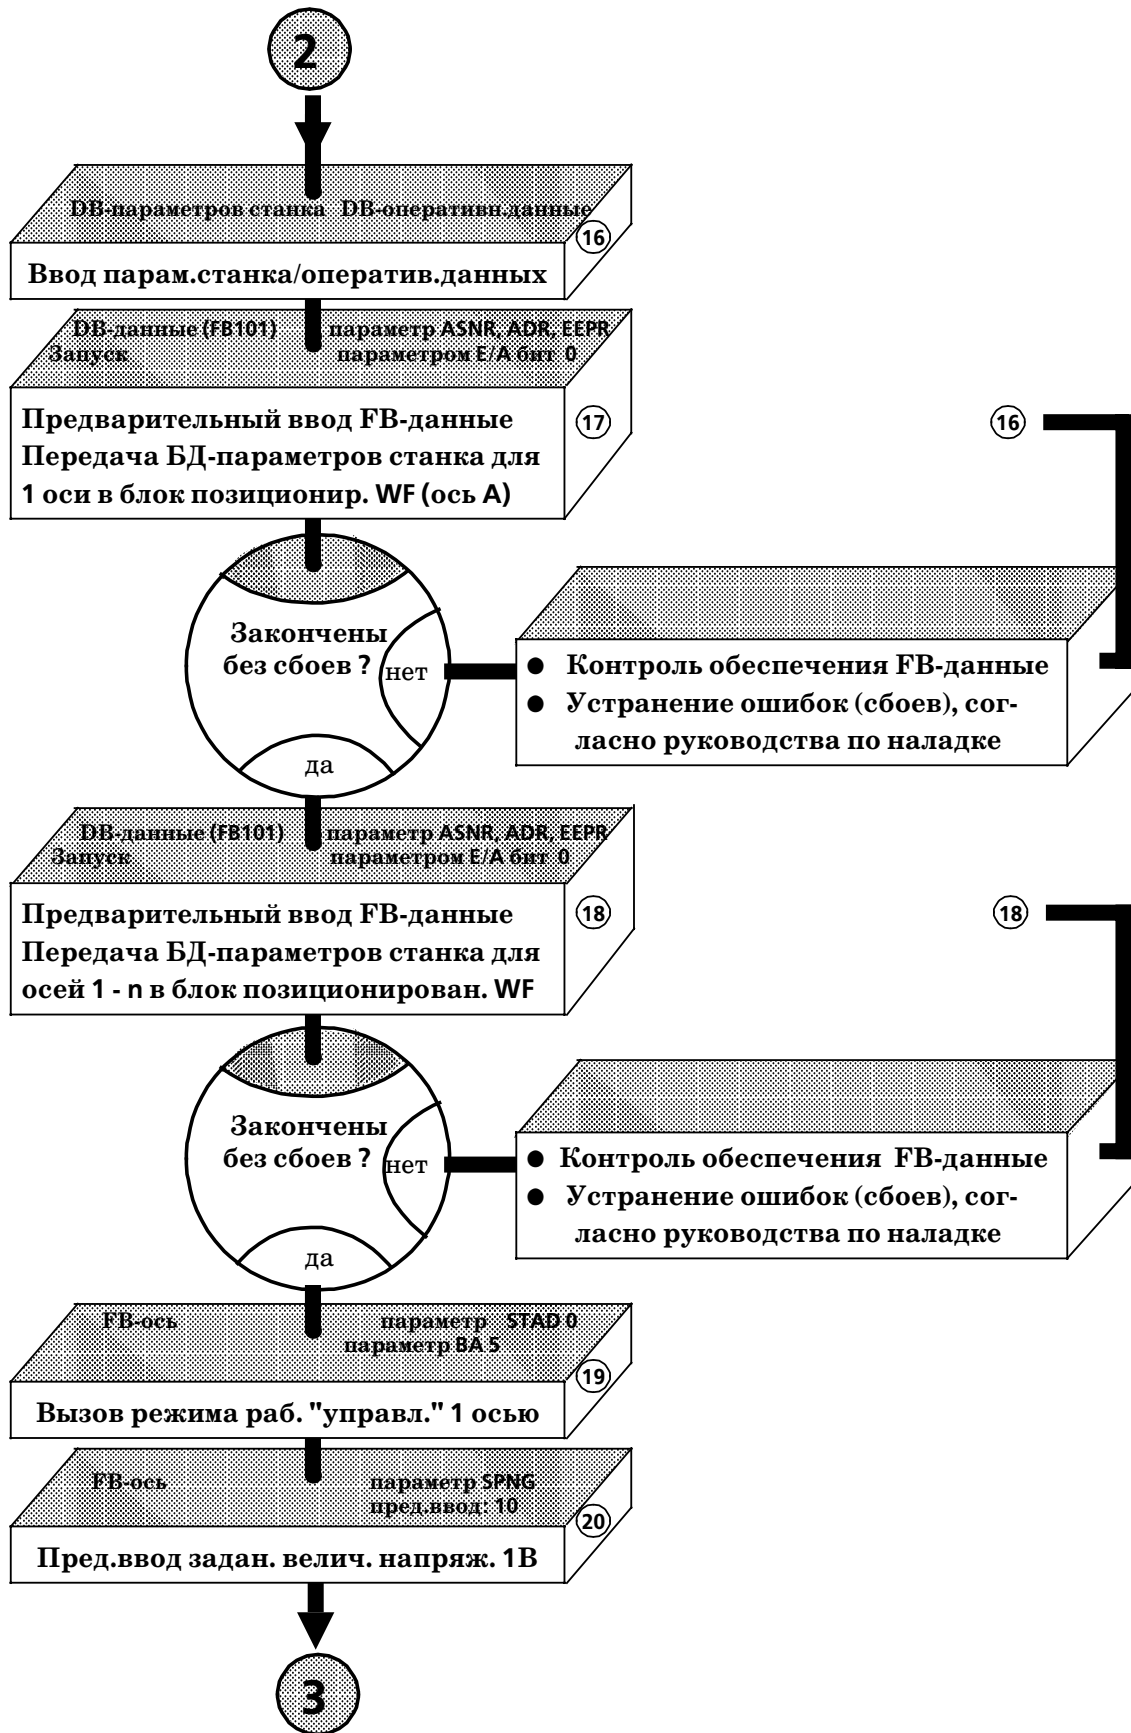 2
DB-параметров станка DB-оперативн.данные
16
Ввод парам.станка/оператив.данных
DB-данные (FB101) параметр ASNR, ADR, EEPR
Запуск параметром E/A бит 0
Предварительный ввод FB-данные
Передача БД-параметров станка для
1 оси в блок позиционир. WF (ось A)
17
16
Закончены
без сбоев ?
нет
да
● Контроль обеспечения FB-данные
● Устранение ошибок (сбоев), сог-
ласно руководства по наладке
DB-данные (FB101) параметр ASNR, ADR, EEPR
Запуск параметром E/A бит 0
Предварительный ввод FB-данные
Передача БД-параметров станка для
осей 1 - n в блок позиционирован. WF
18
18
Закончены
без сбоев ?
нет
да
● Контроль обеспечения FB-данные
● Устранение ошибок (сбоев), сог-
ласно руководства по наладке
FB-ось параметр STAD 0
параметр BA 5
19
Вызов режима раб. "управл." 1 осью
FB-ось параметр SPNG
пред.ввод: 10
20
Пред.ввод задан. велич. напряж. 1В
3